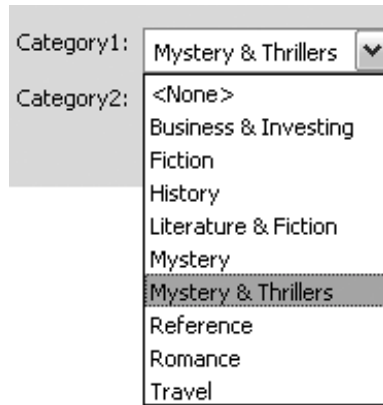 Category1: Mystery & Thrillers
Category2:
<None>
Business & Investing
Fiction
History
Literature & Fiction
Mystery
Mystery & Thrillers
Reference
Romance
Travel